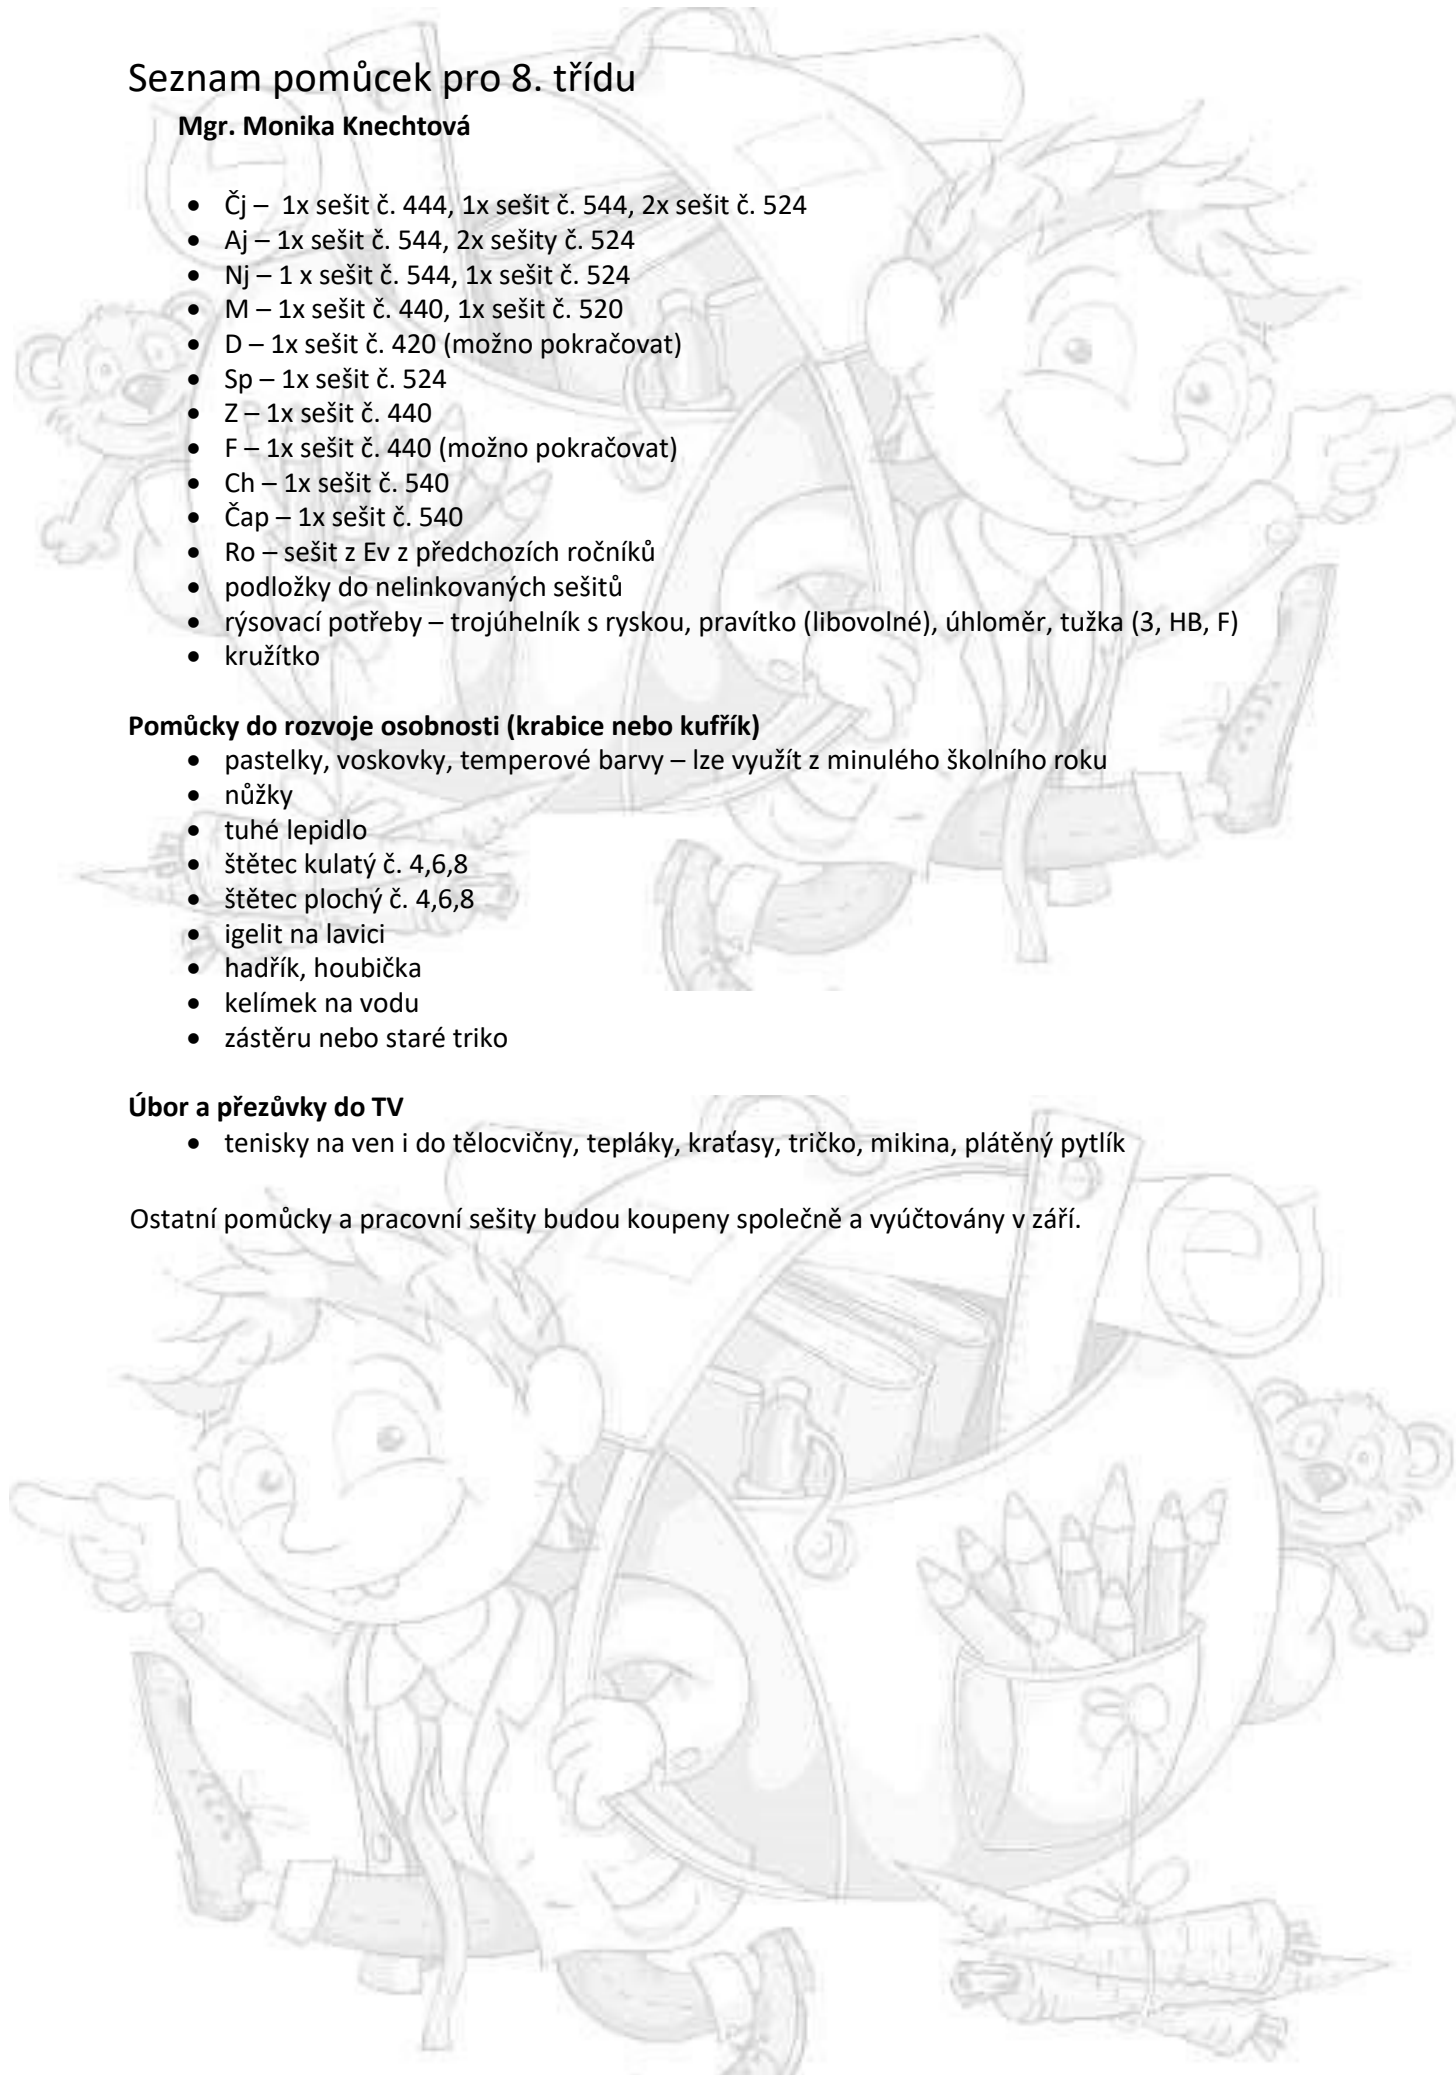 Seznam pomůcek pro 8. třídu
Mgr. Monika Knechtová
• Čj – 1x sešit č. 444, 1x sešit č. 544, 2x sešit č. 524
• Aj – 1x sešit č. 544, 2x sešity č. 524
• Nj – 1 x sešit č. 544, 1x sešit č. 524
• M – 1x sešit č. 440, 1x sešit č. 520
• D – 1x sešit č. 420 (možno pokračovat)
• Sp – 1x sešit č. 524
• Z – 1x sešit č. 440
• F – 1x sešit č. 440 (možno pokračovat)
• Ch – 1x sešit č. 540
• Čap – 1x sešit č. 540
• Ro – sešit z Ev z předchozích ročníků
• podložky do nelinkovaných sešitů
• rýsovací potřeby – trojúhelník s ryskou, pravítko (libovolné), úhloměr, tužka (3, HB, F)
• kružítko
Pomůcky do rozvoje osobnosti (krabice nebo kufřík)
• pastelky, voskovky, temperové barvy – lze využít z minulého školního roku
• nůžky
• tuhé lepidlo
• štětec kulatý č. 4,6,8
• štětec plochý č. 4,6,8
• igelit na lavici
• hadřík, houbička
• kelímek na vodu
• zástěru nebo staré triko
Úbor a přezůvky do TV
• tenisky na ven i do tělocvičny, tepláky, kraťasy, tričko, mikina, plátěný pytlík
Ostatní pomůcky a pracovní sešity budou koupeny společně a vyúčtovány v září.